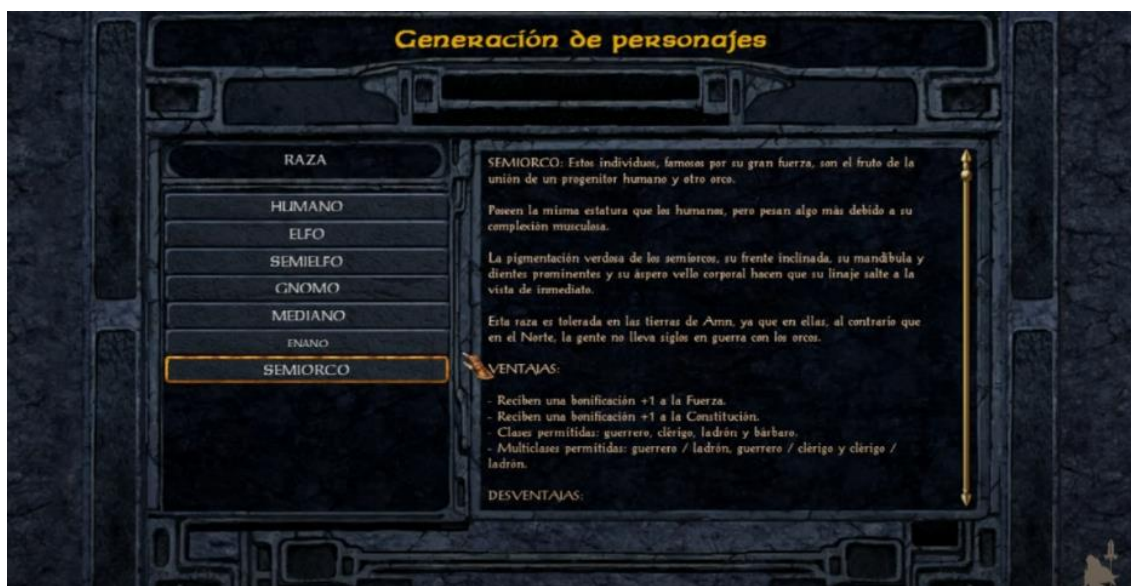 Generación de personajes
RAZA
HUMANO
ELFO
SEMIELFO
GNOMO
MEDIANO
ENANO
SEMIORCO
SEMIORCO: Estos individuos, famosos por su gran fuerza, son el fruto de la
unión de un progenitor humano y otro orco.
Poseen la misma estatura que los humanos, pero pesan algo más debido a su
complexión musculosa.
La pigmentación verdosa de los semiorcos, su frente inclinada, su mandíbula y
dientes prominentes y su áspero vello corporal hacen que su linaje salte a la
vista de inmediato.
Esta raza es tolerada en las tierras de Amn, ya que en ellas, al contrario que
en el Norte, la gente no lleva siglos en guerra con los orcos.
VENTAJAS:
- Reciben una bonificación +1 a la Fuerza.
- Reciben una bonificación +1 a la Constitución.
- Clases permitidas: guerrero, clérigo, ladrón y bárbaro.
- Multiclases permitidas: guerrero / ladrón, guerrero / clérigo y clérigo /
ladrón.
DESVENTAJAS: